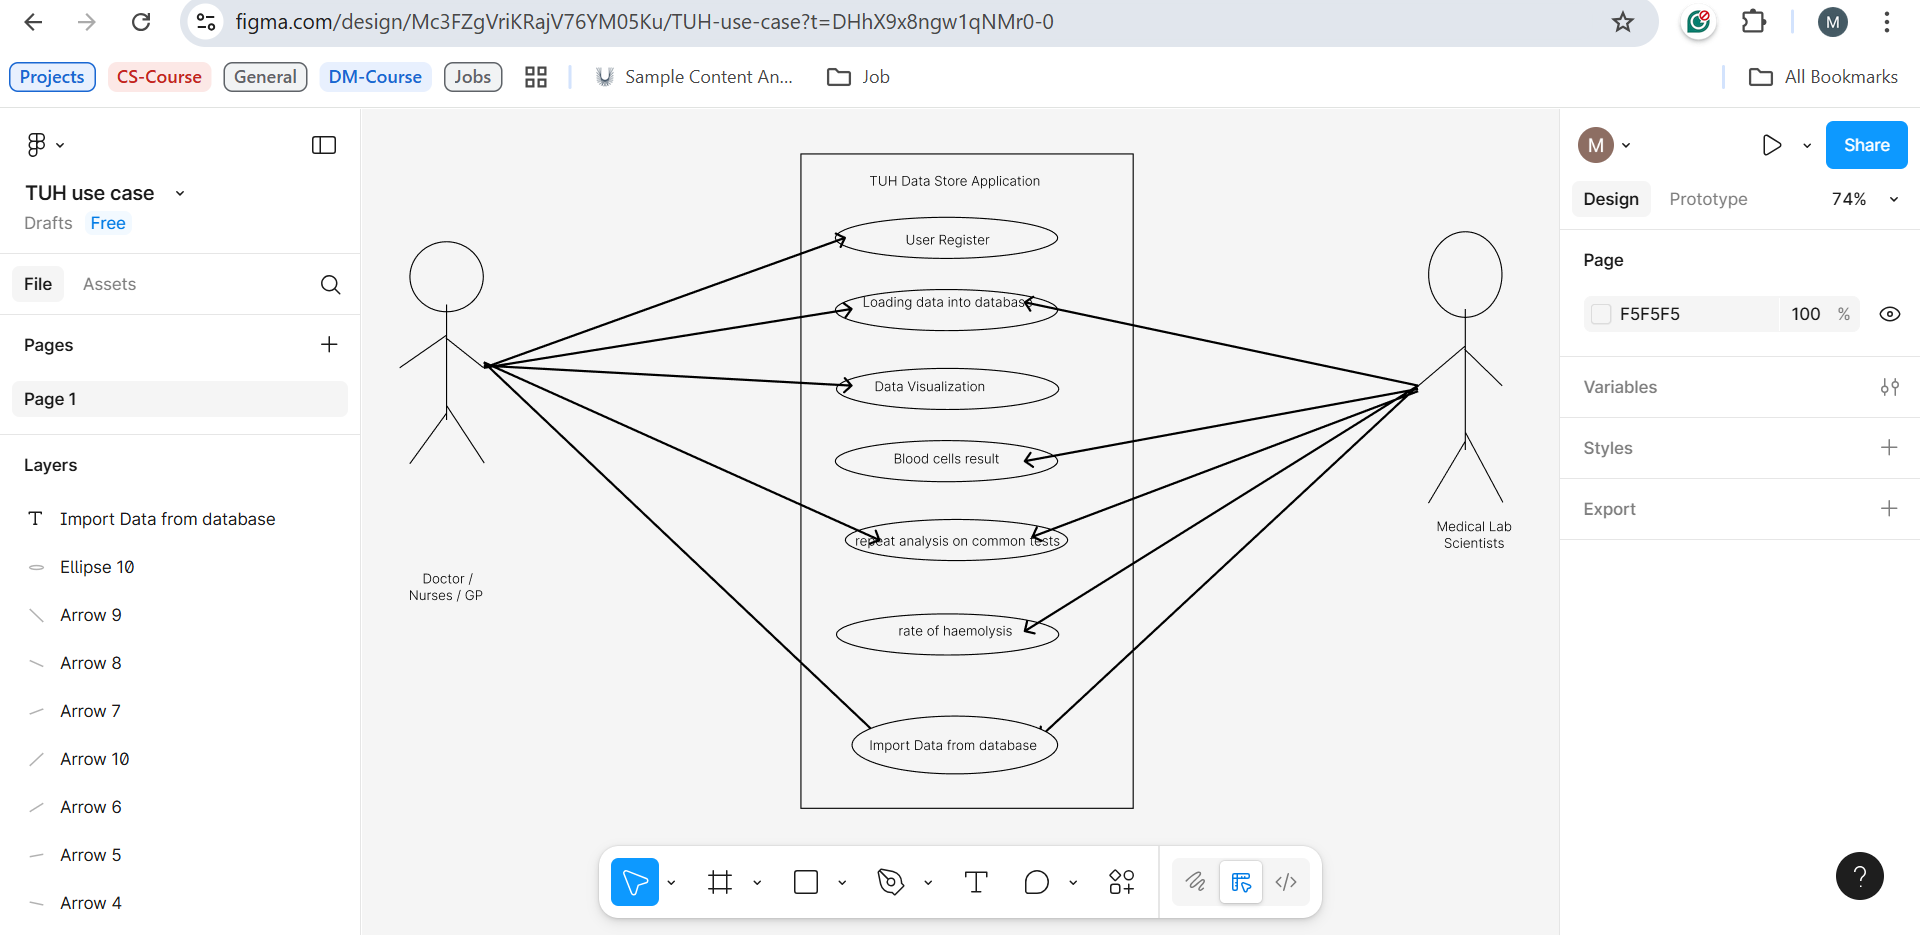 figma.com/design/Mc3FZgVriKRajV76YM05Ku/TUH-use-case?t=DHhX9x8ngw1qNMr0-0
M
Projects
CS-Course
General
DM-Course
Jobs
Sample Content An...
Job
All Bookmarks
TUH use case
Drafts
Free
File
Assets
Pages
Page 1
Layers
Import Data from database
Ellipse 10
Arrow 9
Arrow 8
Arrow 7
Arrow 10
Arrow 6
Arrow 5
Arrow 4
TUH Data Store Application
User Register
Loading data into database
Data Visualization
Blood cells result
repeat analysis on common tests
rate of haemolysis
Import Data from database
Doctor /
Nurses / GP
Medical Lab
Scientists
M
Share
Design
Prototype
74%
Page
F5F5F5
100
%
Variables
Styles
Export
?